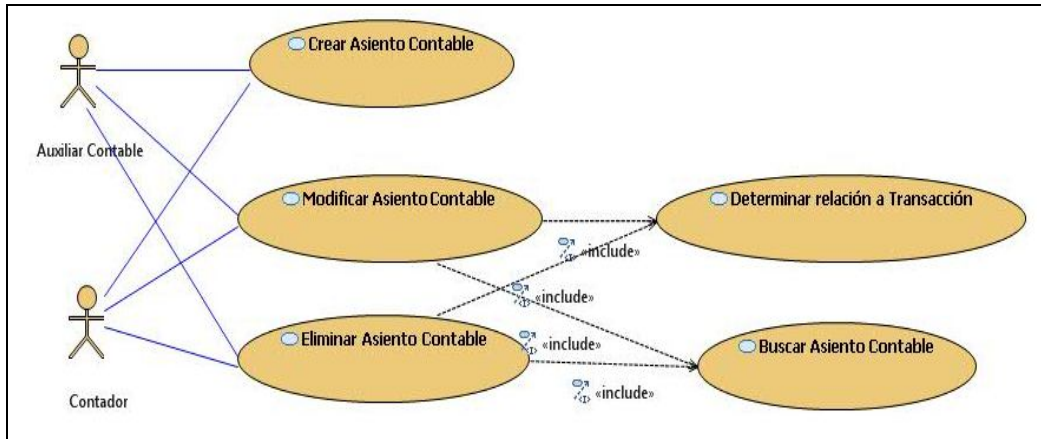 Crear Asiento Contable
Auxiliar Contable
Modificar Asiento Contable
Determinar relación a Transacción
«include»
«include»
Eliminar Asiento Contable
«include»
Buscar Asiento Contable
«include»
Contador